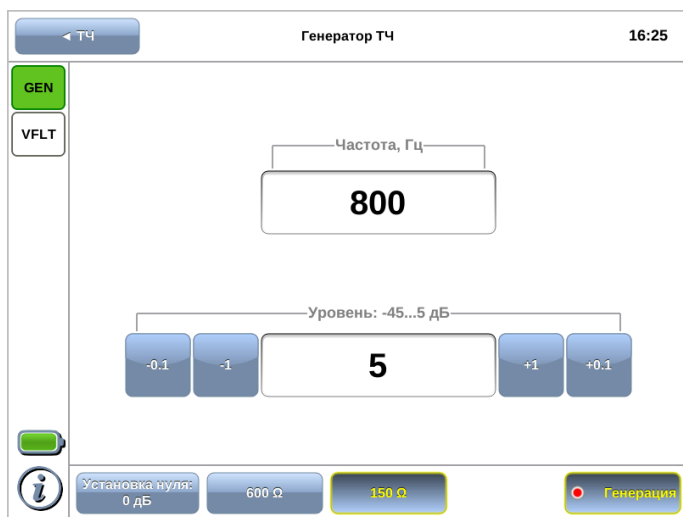 ◄ ТЧ
Генератор ТЧ
16:25
GEN
VFLT
Частота, Гц
800
Уровень: -45...5 дБ
-0.1
-1
5
+1
+0.1
i
Установка нуля:
0 дБ
600 Ω
150 Ω
Генерация